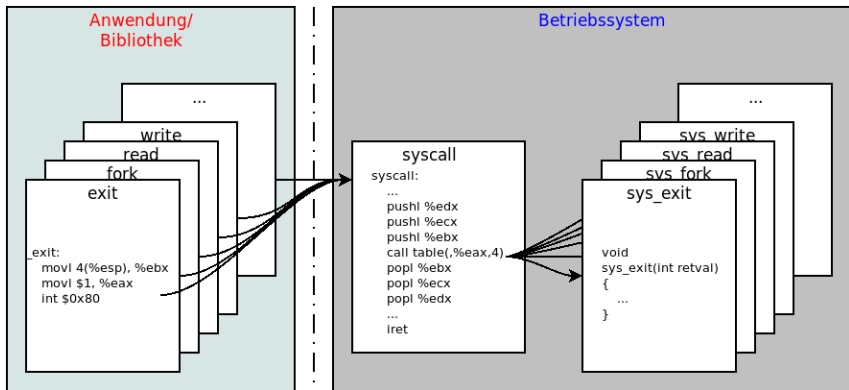 Anwendung/
Bibliothek
...
write
read
fork
exit
_exit:
movl 4(%esp), %ebx
movl $1, %eax
int $0x80
Betriebssystem
syscall
syscall:
...
pushl %edx
pushl %ecx
pushl %ebx
call table(,%eax,4)
popl %ebx
popl %ecx
popl %edx
...
iret
...
sys_write
sys_read
sys_fork
sys_exit
void
sys_exit(int retval)
{
...
}